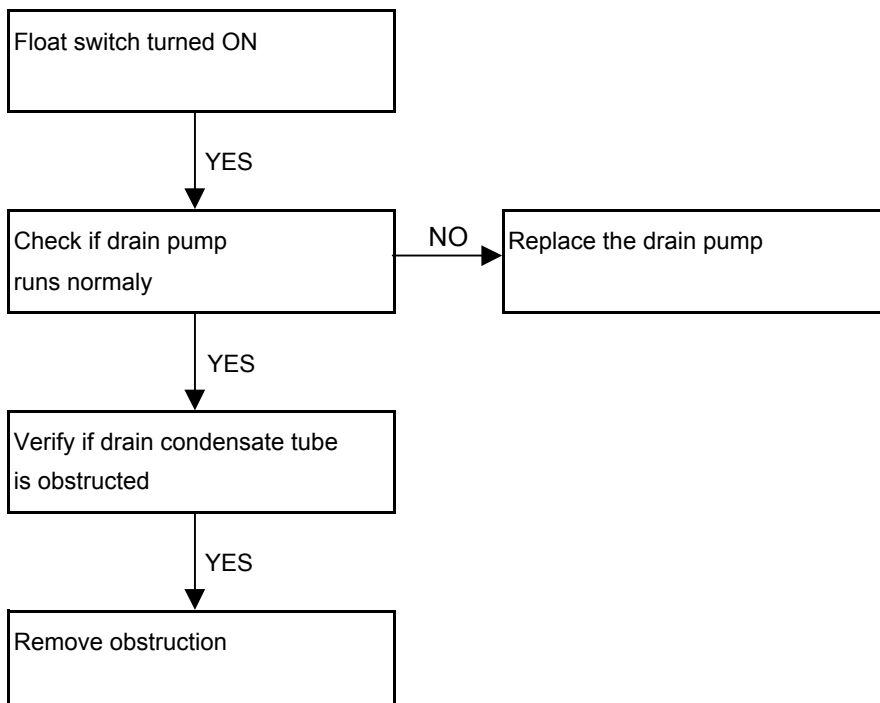 Float switch turned ON
YES
Check if drain pump
runs normaly
NO
Replace the drain pump
YES
Verify if drain condensate tube
is obstructed
YES
Remove obstruction